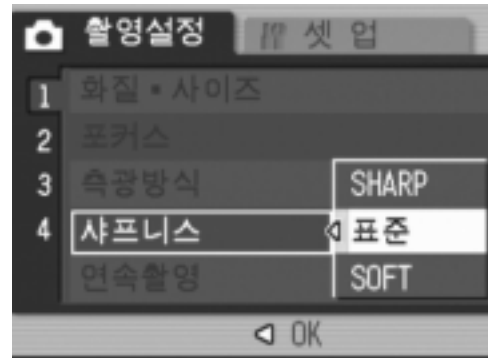 촬영설정 셋 업
1 화질•사이즈
2 포커스
3 측광방식 SHARP
4 샤프니스 표준
연속촬영 SOFT
OK